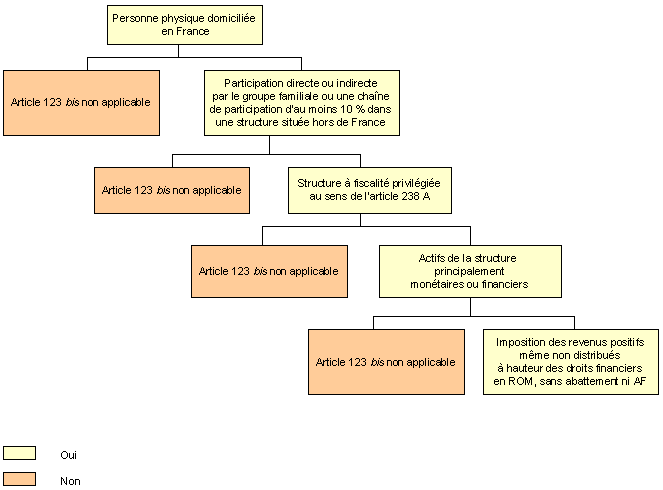 Personne physique domiciliée
en France
Article 123 bis non applicable
Participation directe ou indirecte
par le groupe familiale ou une chaîne
de participation d'au moins 10 % dans
une structure située hors de France
Article 123 bis non applicable
Structure à fiscalité privilégiée
au sens de l'article 238 A
Article 123 bis non applicable
Actifs de la structure
principalement
monétaires ou financiers
Article 123 bis non applicable
Imposition des revenus positifs
même non distribués
à hauteur des droits financiers
en ROM, sans abattement ni AF
Oui
Non